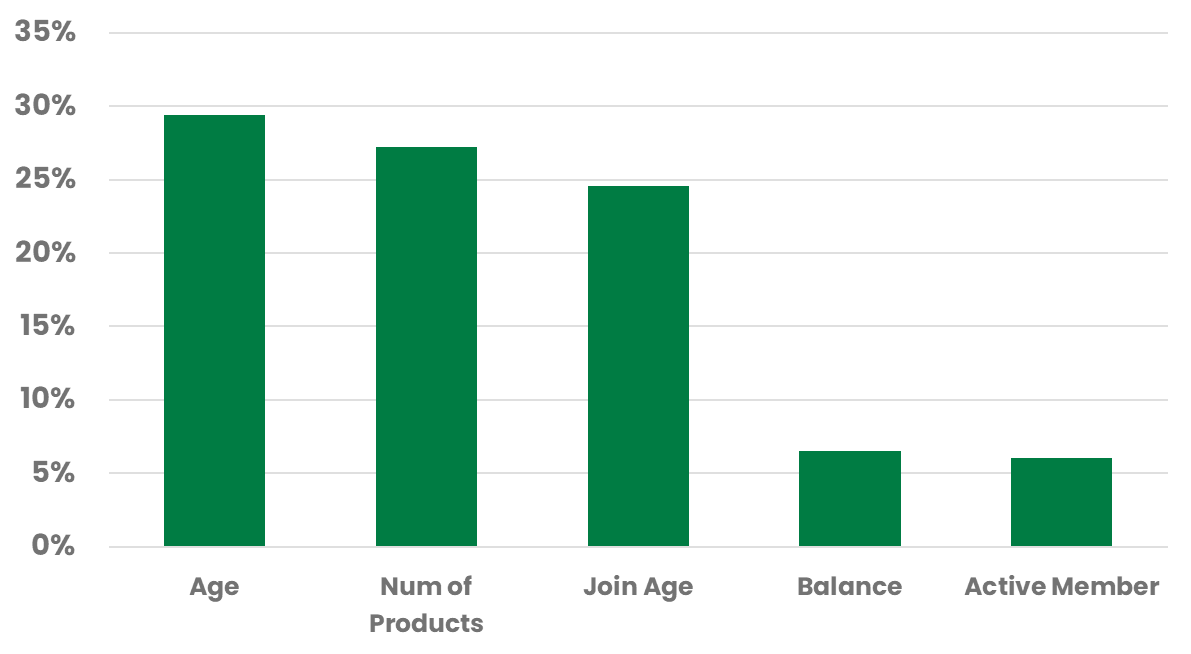 35%
30%
25%
20%
15%
10%
5%
0%
Age
Num of
Products
Join Age
Balance
Active Member